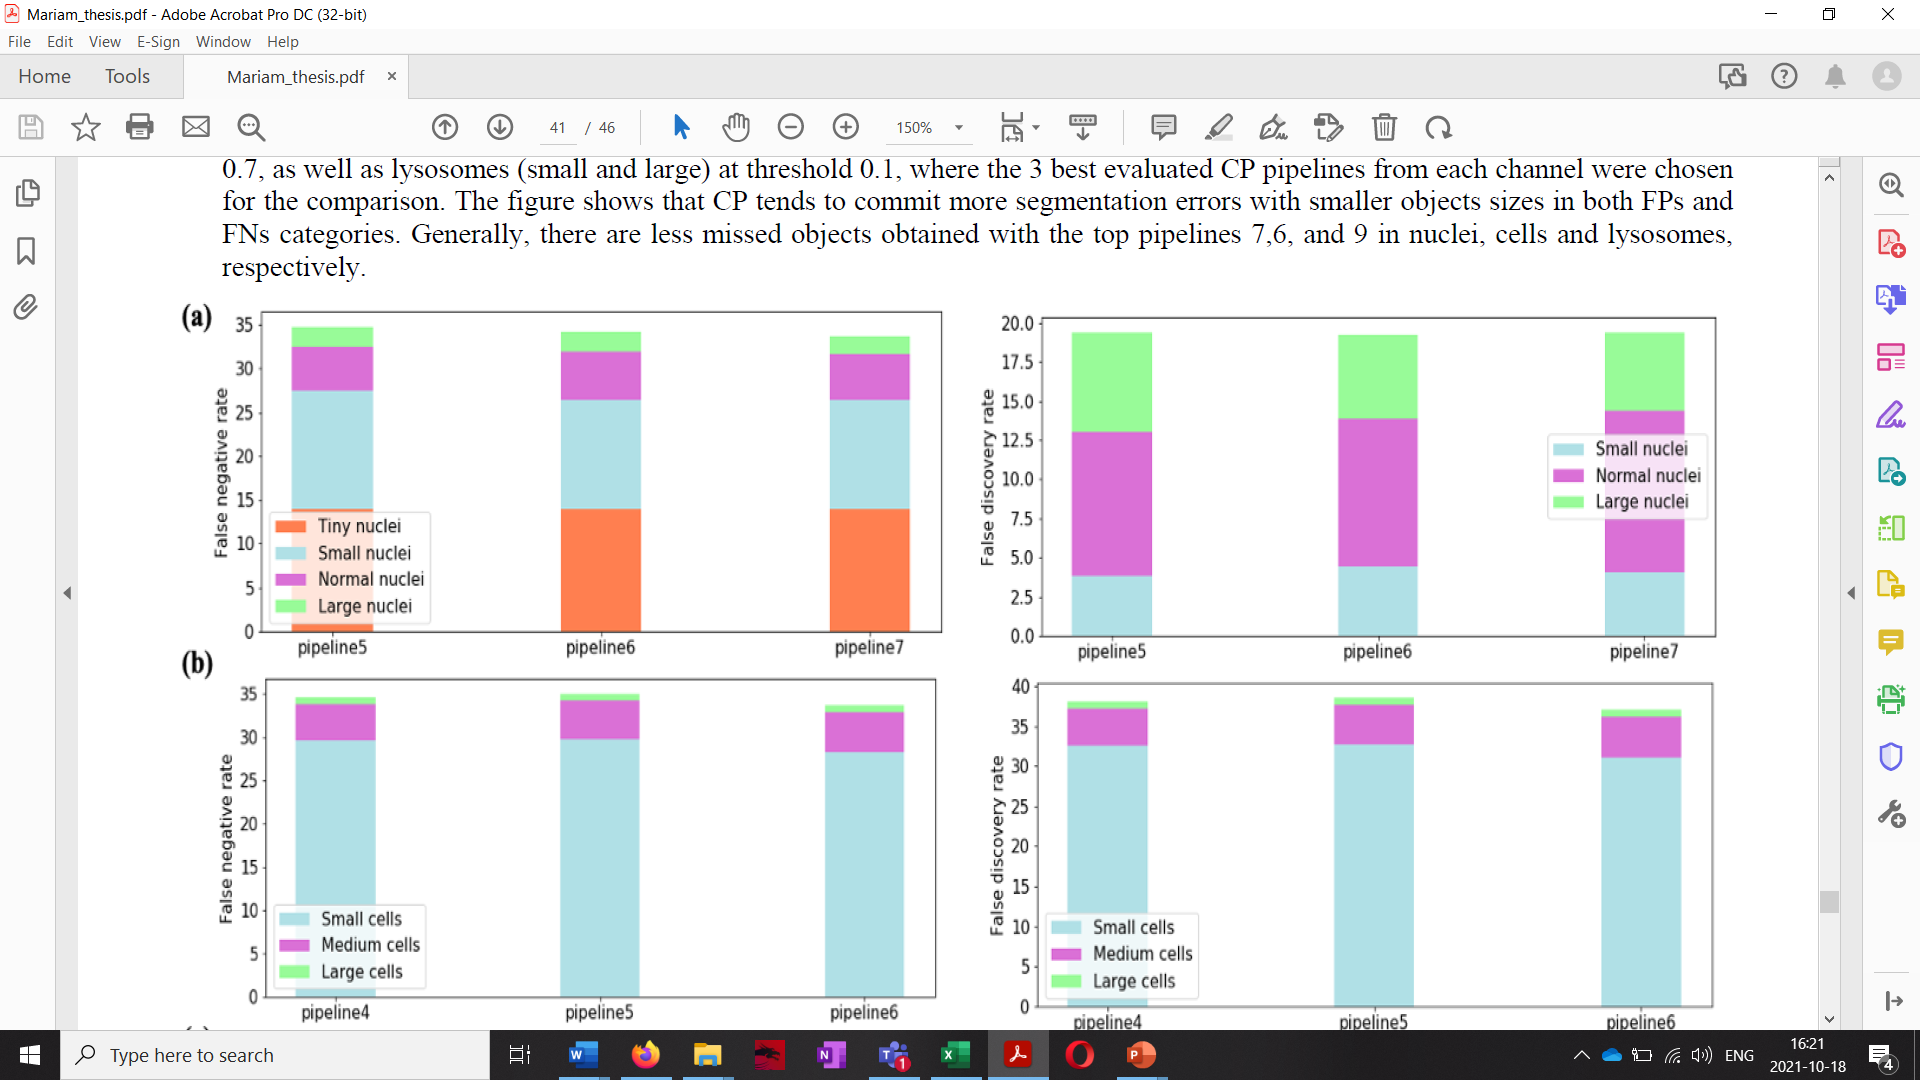 Mariam_thesis.pdf - Adobe Acrobat Pro DC (32-bit)
File Edit View E-Sign Window Help
Home Tools Mariam_thesis.pdf ×
41 / 46 150%
0.7, as well as lysosomes (small and large) at threshold 0.1, where the 3 best evaluated CP pipelines from each channel were chosen
for the comparison. The figure shows that CP tends to commit more segmentation errors with smaller objects sizes in both FPs and
FNs categories. Generally, there are less missed objects obtained with the top pipelines 7,6, and 9 in nuclei, cells and lysosomes,
respectively.
(a)
False negative rate
35
30
25
20
15
10
5
0
Tiny nuclei
Small nuclei
Normal nuclei
Large nuclei
pipeline5 pipeline6 pipeline7
False discovery rate
20.0
17.5
15.0
12.5
10.0
7.5
5.0
2.5
0.0
Small nuclei
Normal nuclei
Large nuclei
pipeline5 pipeline6 pipeline7
(b)
False negative rate
35
30
25
20
15
10
5
0
Small cells
Medium cells
Large cells
pipeline4 pipeline5 pipeline6
False discovery rate
40
35
30
25
20
15
10
5
0
Small cells
Medium cells
Large cells
pipeline4 pipeline5 pipeline6
Type here to search
ENG
16:21
2021-10-18
4
1